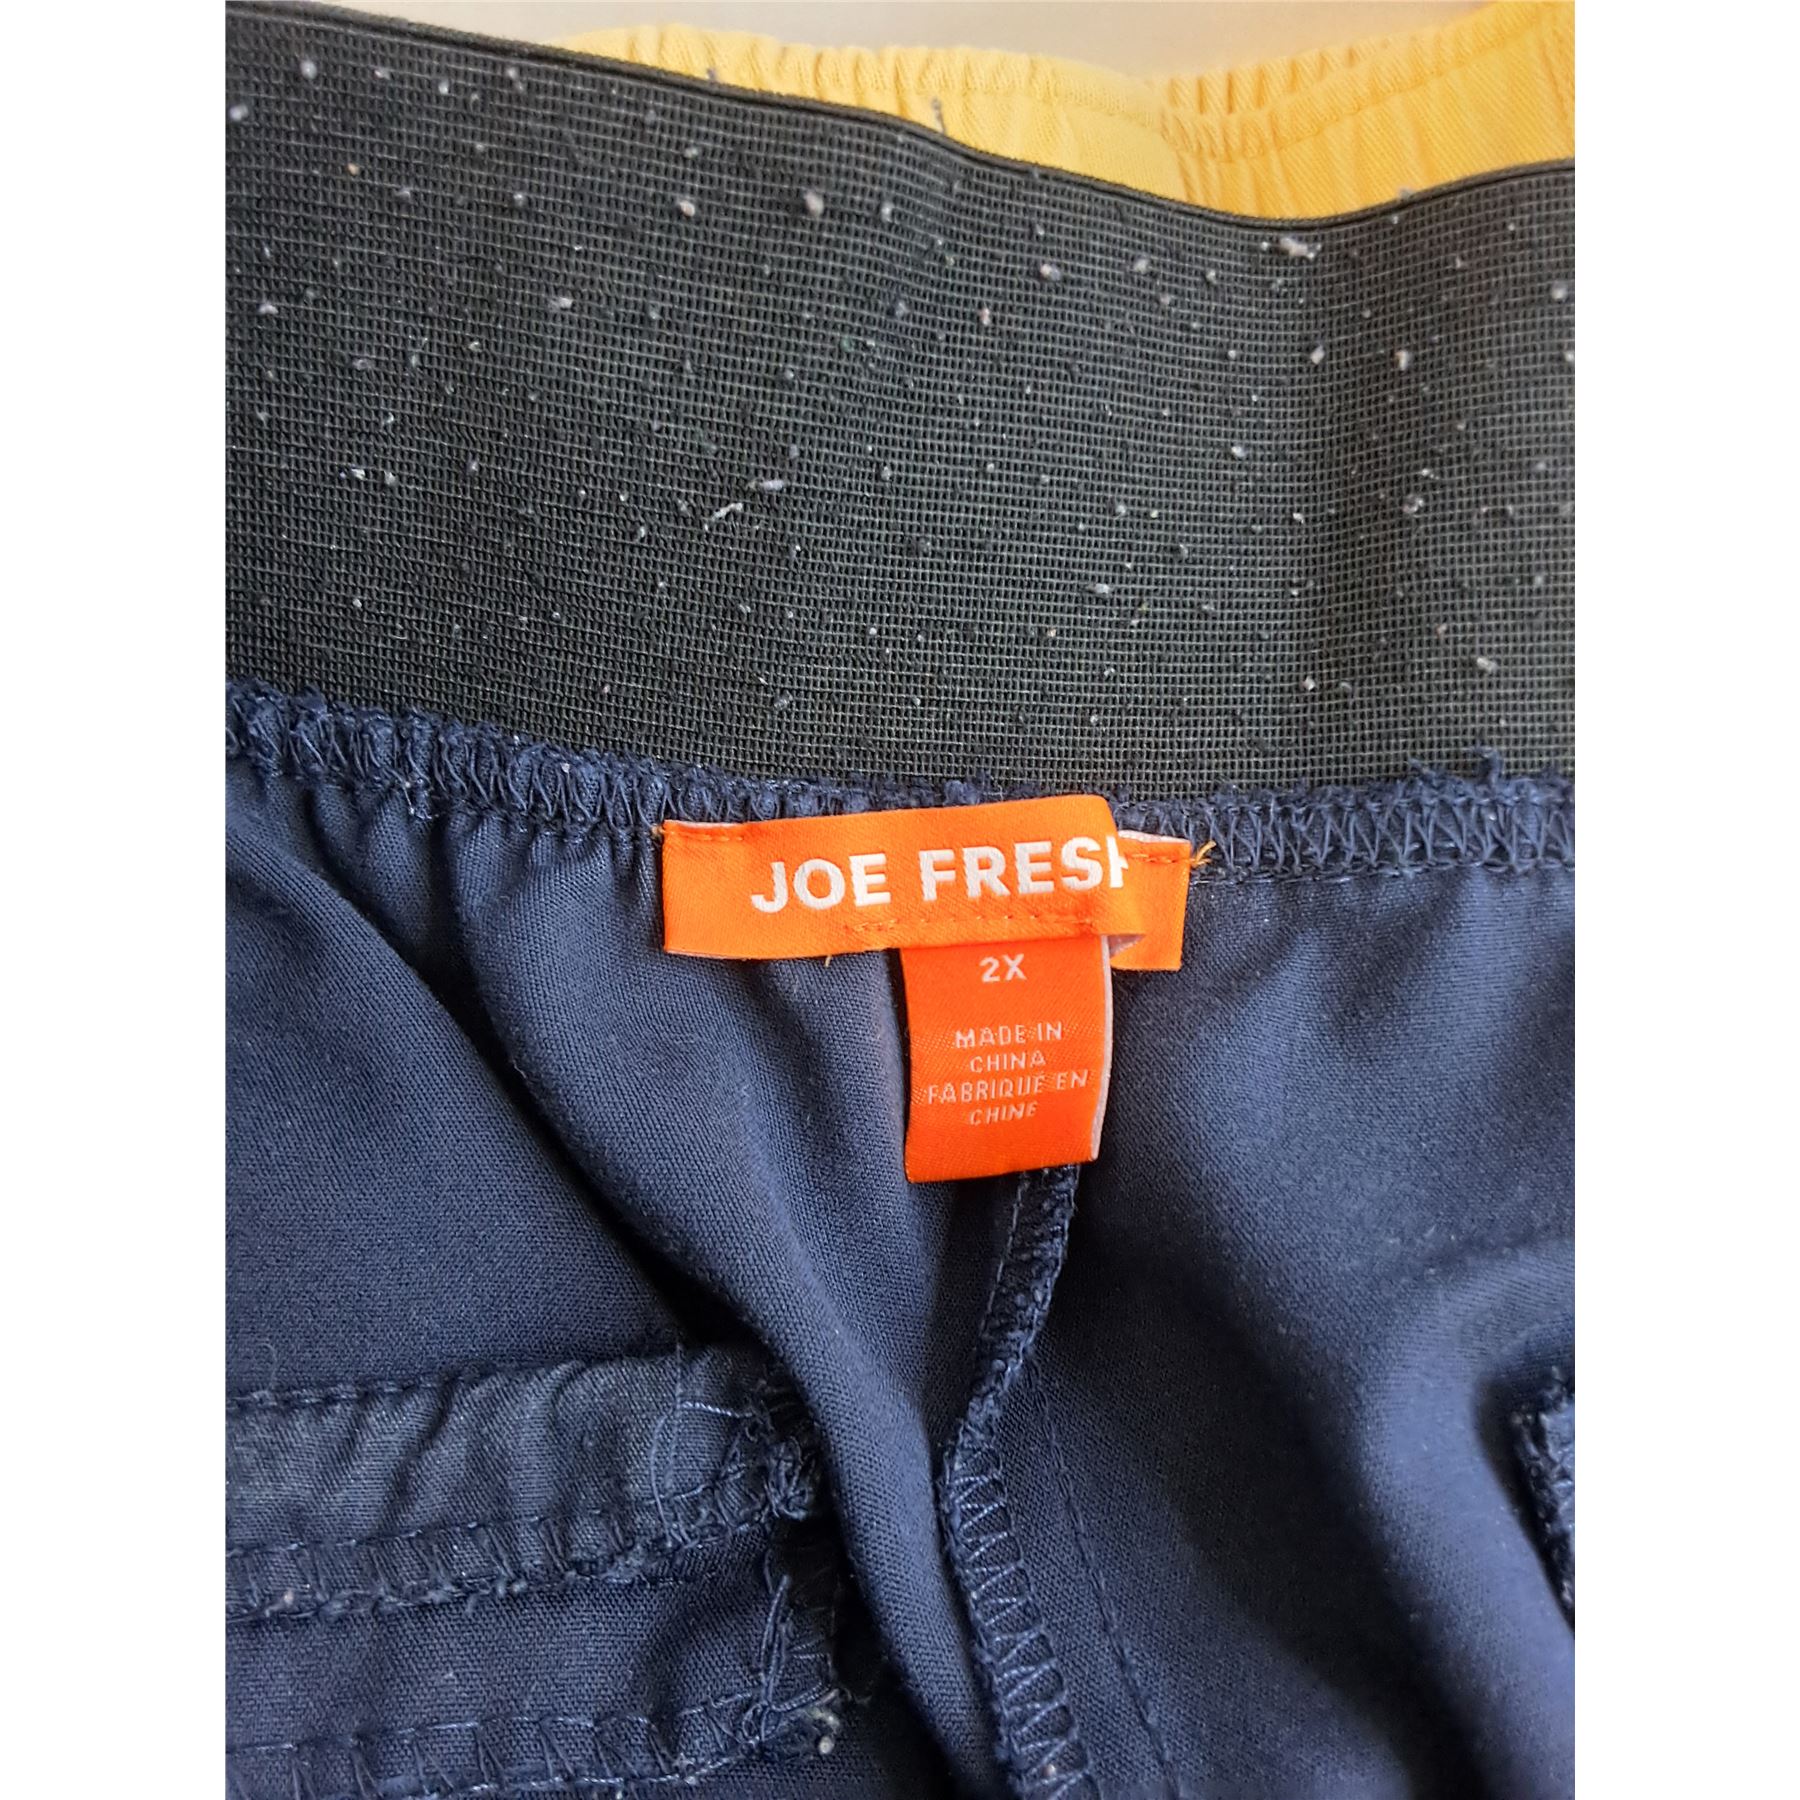 JOE FRESH
2X
MADE IN
CHINA
FABRIQUÉ EN
CHINE